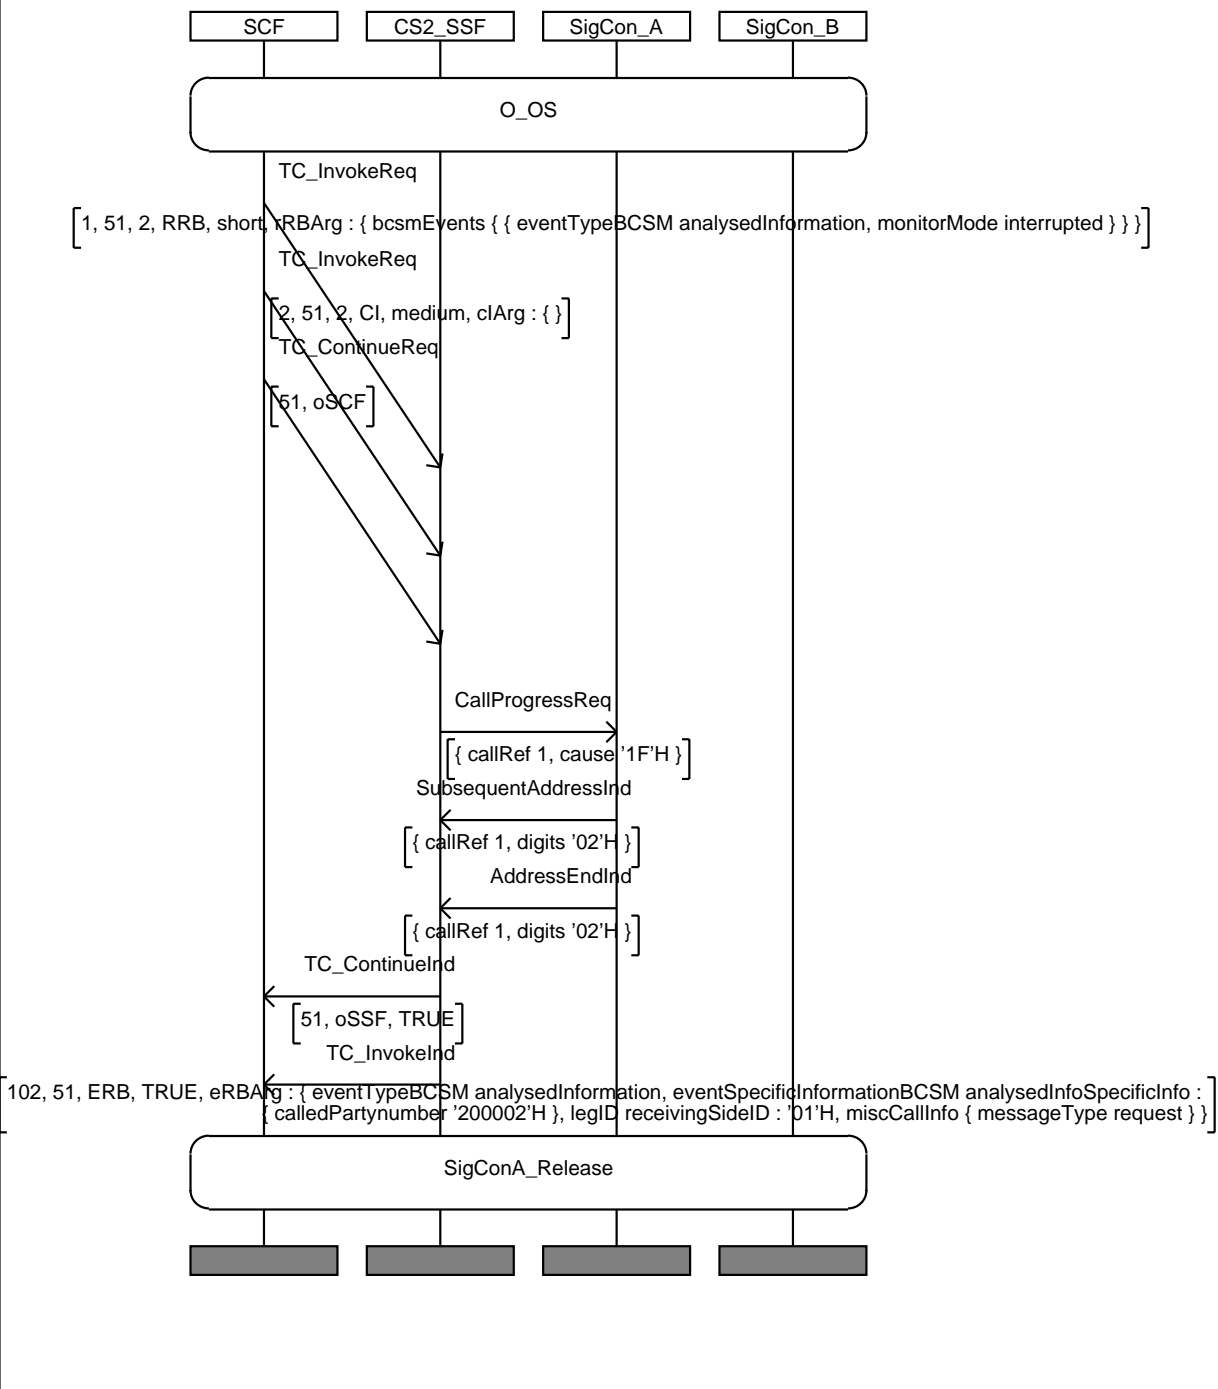 SCF
CS2_SSF
SigCon_A
SigCon_B
O_OS
TC_InvokeReq
1, 51, 2, RRB, short, rRBArg : { bcsmEvents { { eventTypeBCSM analysedInformation, monitorMode interrupted } } }
TC_InvokeReq
2, 51, 2, CI, medium, cIArg : { }
TC_ContinueReq
51, oSCF
CallProgressReq
{ callRef 1, cause ’1F’H }
SubsequentAddressInd
{ callRef 1, digits ’02’H }
AddressEndInd
{ callRef 1, digits ’02’H }
TC_ContinueInd
51, oSSF, TRUE
TC_InvokeInd
102, 51, ERB, TRUE, eRBArg : { eventTypeBCSM analysedInformation, eventSpecificInformationBCSM analysedInfoSpecificInfo :
{ calledPartynumber ’200002’H }, legID receivingSideID : ’01’H, miscCallInfo { messageType request } }
SigConA_Release